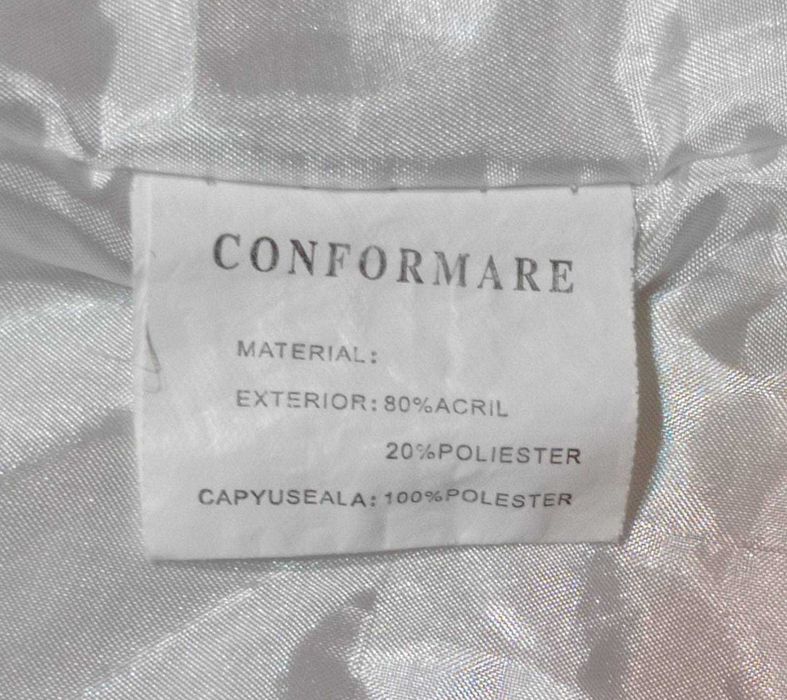 CONFORMARE
MATERIAL:
EXTERIOR: 80%ACRIL
20%POLIESTER
CAPYUSEALA: 100%POLESTER